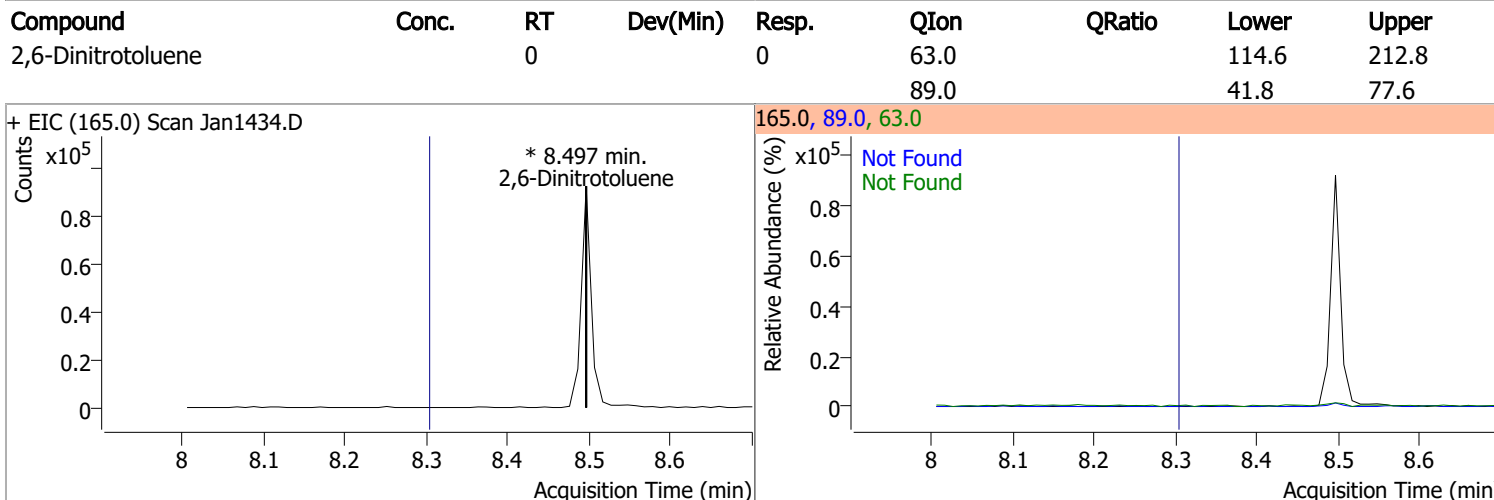 Compound Conc. RT Dev(Min) Resp. QIon QRatio Lower Upper
2,6-Dinitrotoluene 0 0 63.0 114.6 212.8
89.0 41.8 77.6
+ EIC (165.0) Scan Jan1434.D
Counts
x10^5
* 8.497 min.
2,6-Dinitrotoluene
0.8
0.6
0.4
0.2
0
8 8.1 8.2 8.3 8.4 8.5 8.6
Acquisition Time (min)
165.0, 89.0, 63.0
Relative Abundance (%)
x10^5
Not Found
Not Found
0.8
0.6
0.4
0.2
0
8 8.1 8.2 8.3 8.4 8.5 8.6
Acquisition Time (min